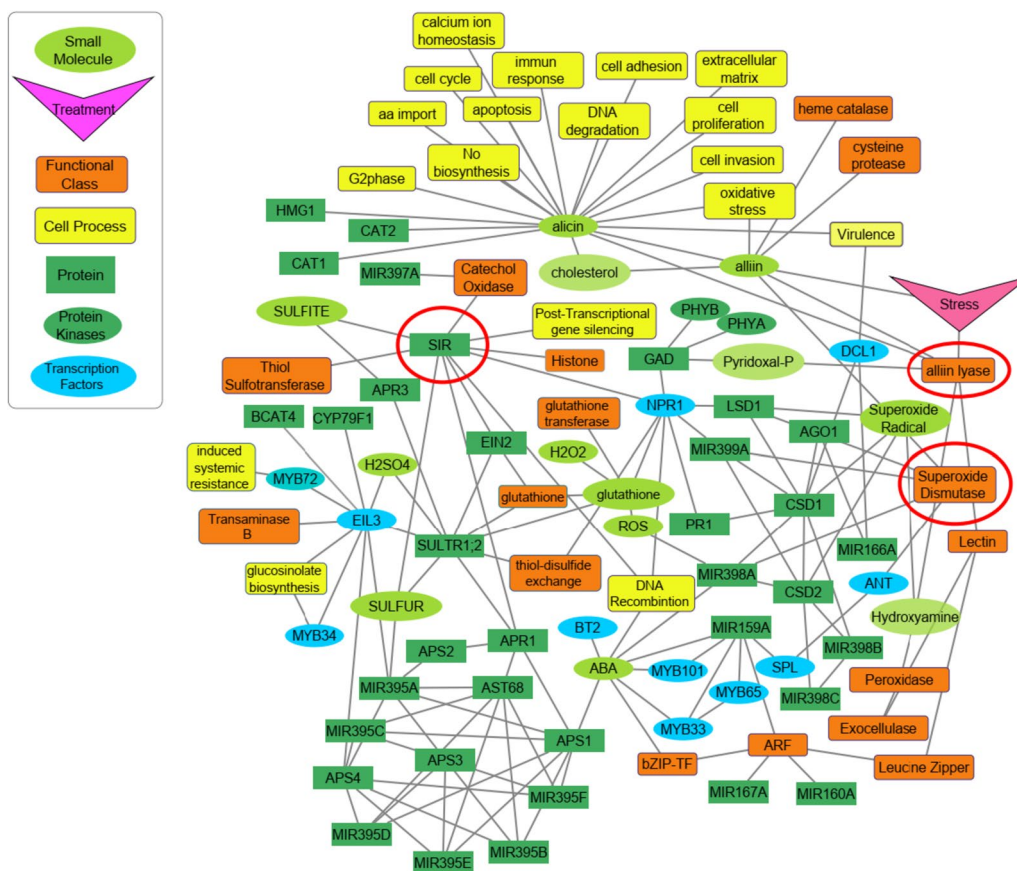 Small
Molecule
Treatment
Functional
Class
Cell Process
Protein
Protein
Kinases
Transcription
Factors
calcium ion
homeostasis
immun
response
cell adhesion
extracellular
matrix
cell cycle
apoptosis
DNA
degradation
cell
proliferation
heme catalase
aa import
No
biosynthesis
cell invasion
cysteine
protease
G2phase
oxidative
stress
HMG1
CAT2
alicin
Virulence
CAT1
MIR397A
Catechol
Oxidase
cholesterol
alliin
Stress
SULFITE
SIR
Post-Transcriptional
gene silencing
PHYB
PHYA
DCL1
Thiol
Sulfotransferase
Histone
GAD
Pyridoxal-P
alliin lyase
APR3
BCAT4
CYP79F1
EIN2
glutathione
transferase
NPR1
LSD1
AGO1
Superoxide
Radical
induced
systemic
resistance
MYB72
H2SO4
H2O2
MIR399A
glutathione
glutathione
CSD1
Superoxide
Dismutase
Transaminase
B
EIL3
ROS
PR1
SULTR1;2
MIR166A
Lectin
glucosinolate
biosynthesis
thiol-disulfide
exchange
MIR398A
DNA
Recombintion
CSD2
ANT
SULFUR
Hydroxyamine
MYB34
BT2
MIR159A
APS2
APR1
MIR398B
MIR395A
AST68
ABA
MYB101
SPL
Peroxidase
MYB65
MIR398C
MIR395C
APS1
MYB33
Exocellulase
APS3
bZIP-TF
ARF
Leucine Zipper
APS4
MIR395F
MIR167A
MIR160A
MIR395D
MIR395E
MIR395B